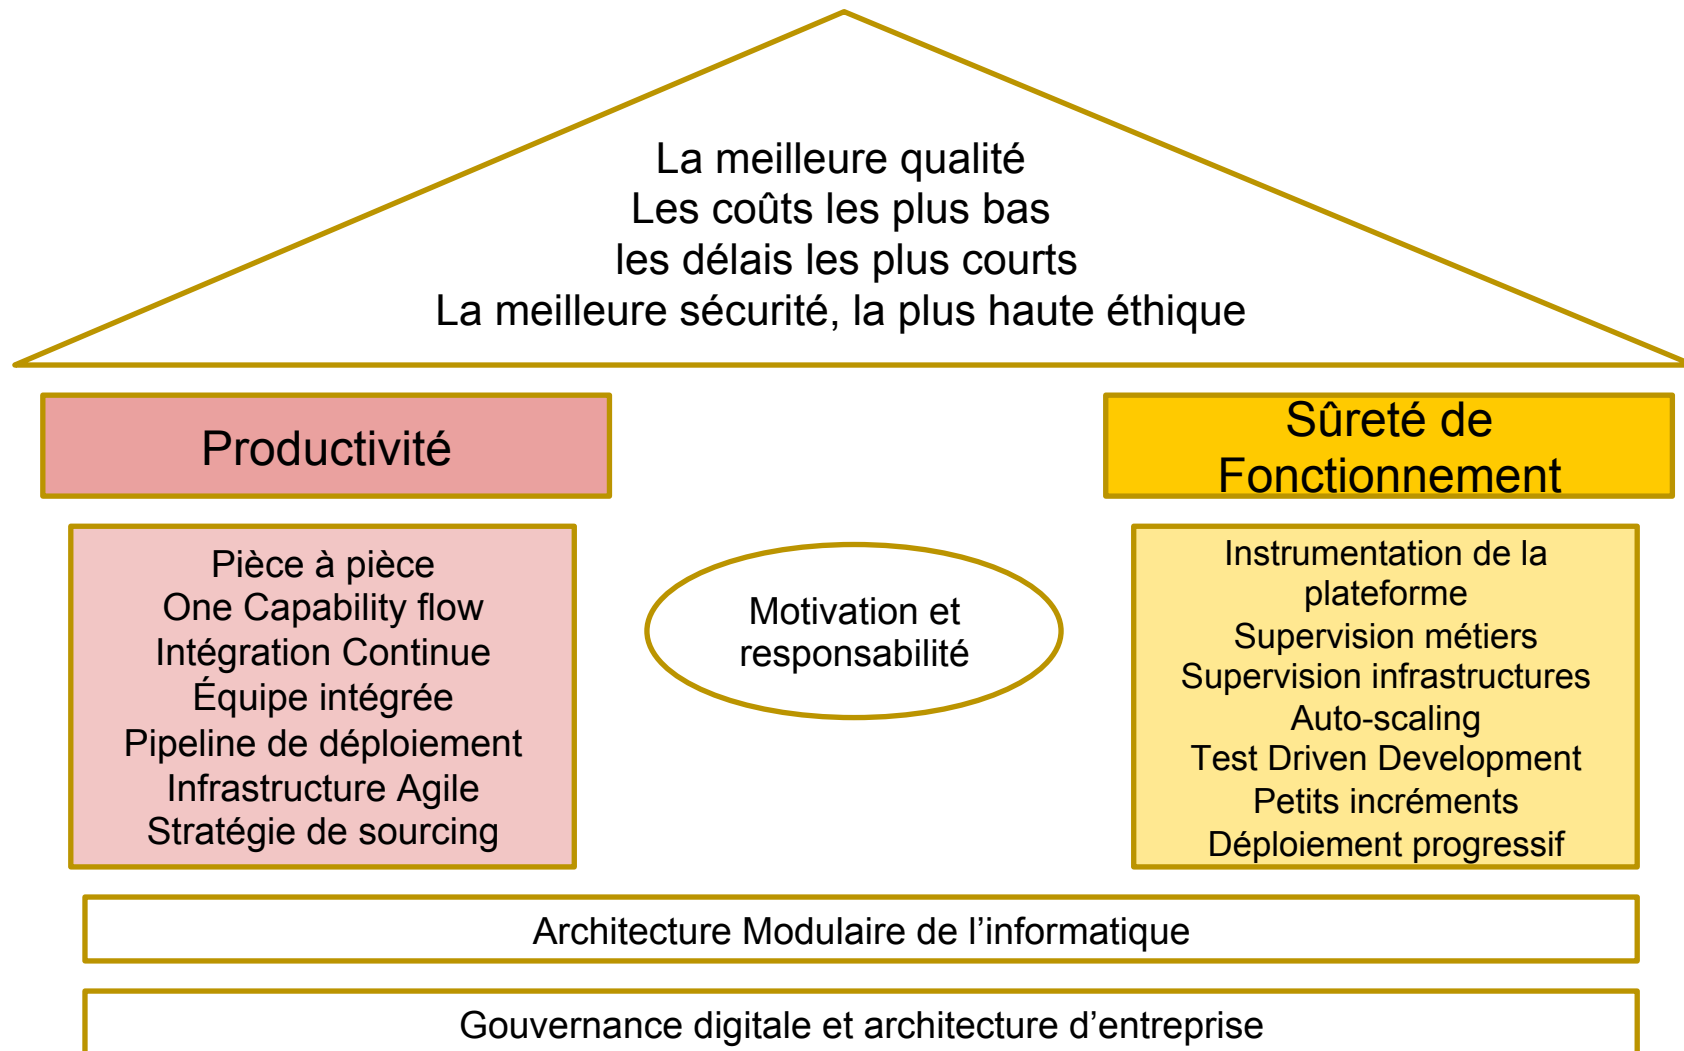 La meilleure qualité
Les coûts les plus bas
les délais les plus courts
La meilleure sécurité, la plus haute éthique
Productivité
Pièce à pièce
One Capability flow
Intégration Continue
Équipe intégrée
Pipeline de déploiement
Infrastructure Agile
Stratégie de sourcing
Motivation et
responsabilité
Sûreté de
Fonctionnement
Instrumentation de la
plateforme
Supervision métiers
Supervision infrastructures
Auto-scaling
Test Driven Development
Petits incréments
Déploiement progressif
Architecture Modulaire de l’informatique
Gouvernance digitale et architecture d’entreprise